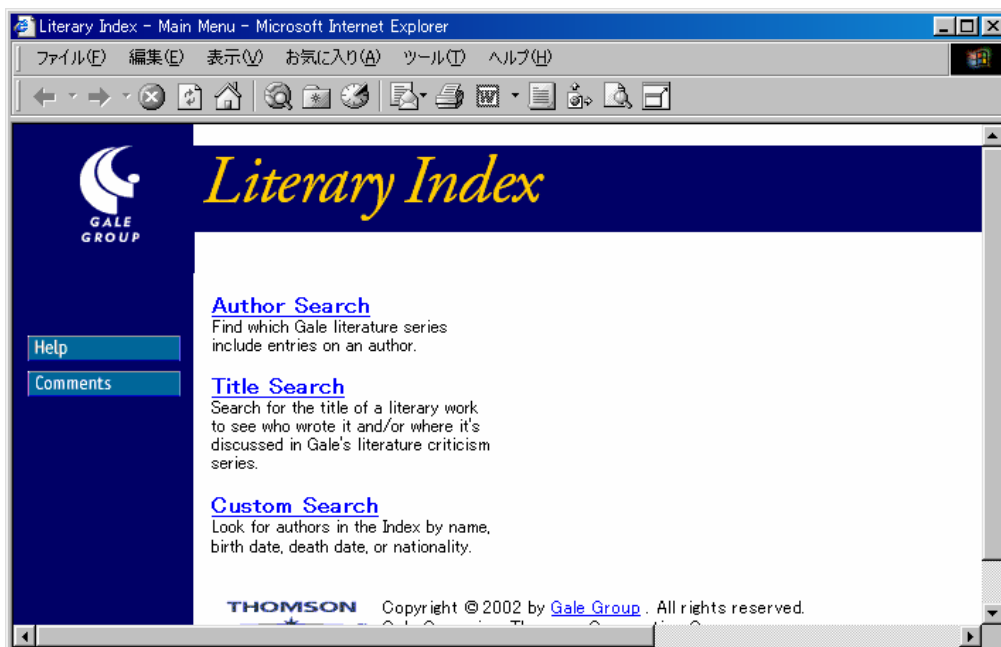 Literary Index - Main Menu - Microsoft Internet Explorer
ファイル(F) 編集(E) 表示(V) お気に入り(A) ツール(T) ヘルプ(H)
GALE
GROUP
Literary Index
Help
Comments
Author Search
Find which Gale literature series
include entries on an author.
Title Search
Search for the title of a literary work
to see who wrote it and/or where it's
discussed in Gale's literature criticism
series.
Custom Search
Look for authors in the Index by name,
birth date, death date, or nationality.
THOMSON
Copyright © 2002 by Gale Group . All rights reserved.